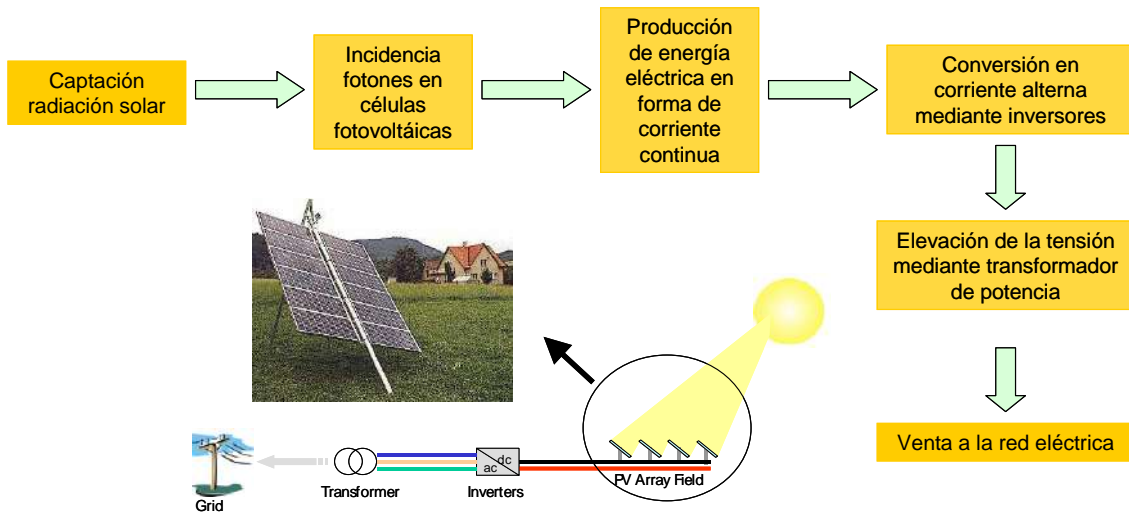 Captación
radiación solar
Incidencia
fotones en
células
fotovoltáicas
Producción
de energía
eléctrica en
forma de
corriente
continua
Conversión en
corriente alterna
mediante inversores
Elevación de la tensión
mediante transformador
de potencia
Venta a la red eléctrica
Grid
Transformer
ac dc
Inverters
PV Array Field